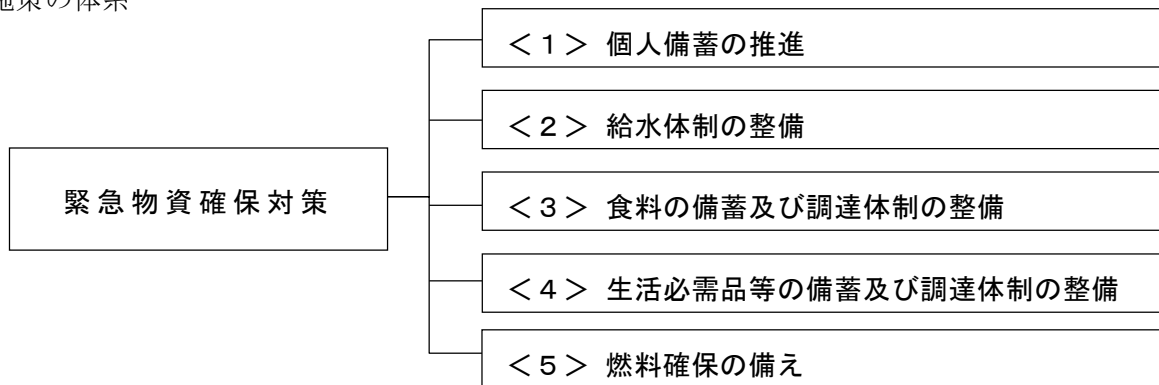 施策の体系
＜１＞ 個人備蓄の推進
＜２＞ 給水体制の整備
緊急物資確保対策
＜３＞ 食料の備蓄及び調達体制の整備
＜４＞ 生活必需品等の備蓄及び調達体制の整備
＜５＞ 燃料確保の備え